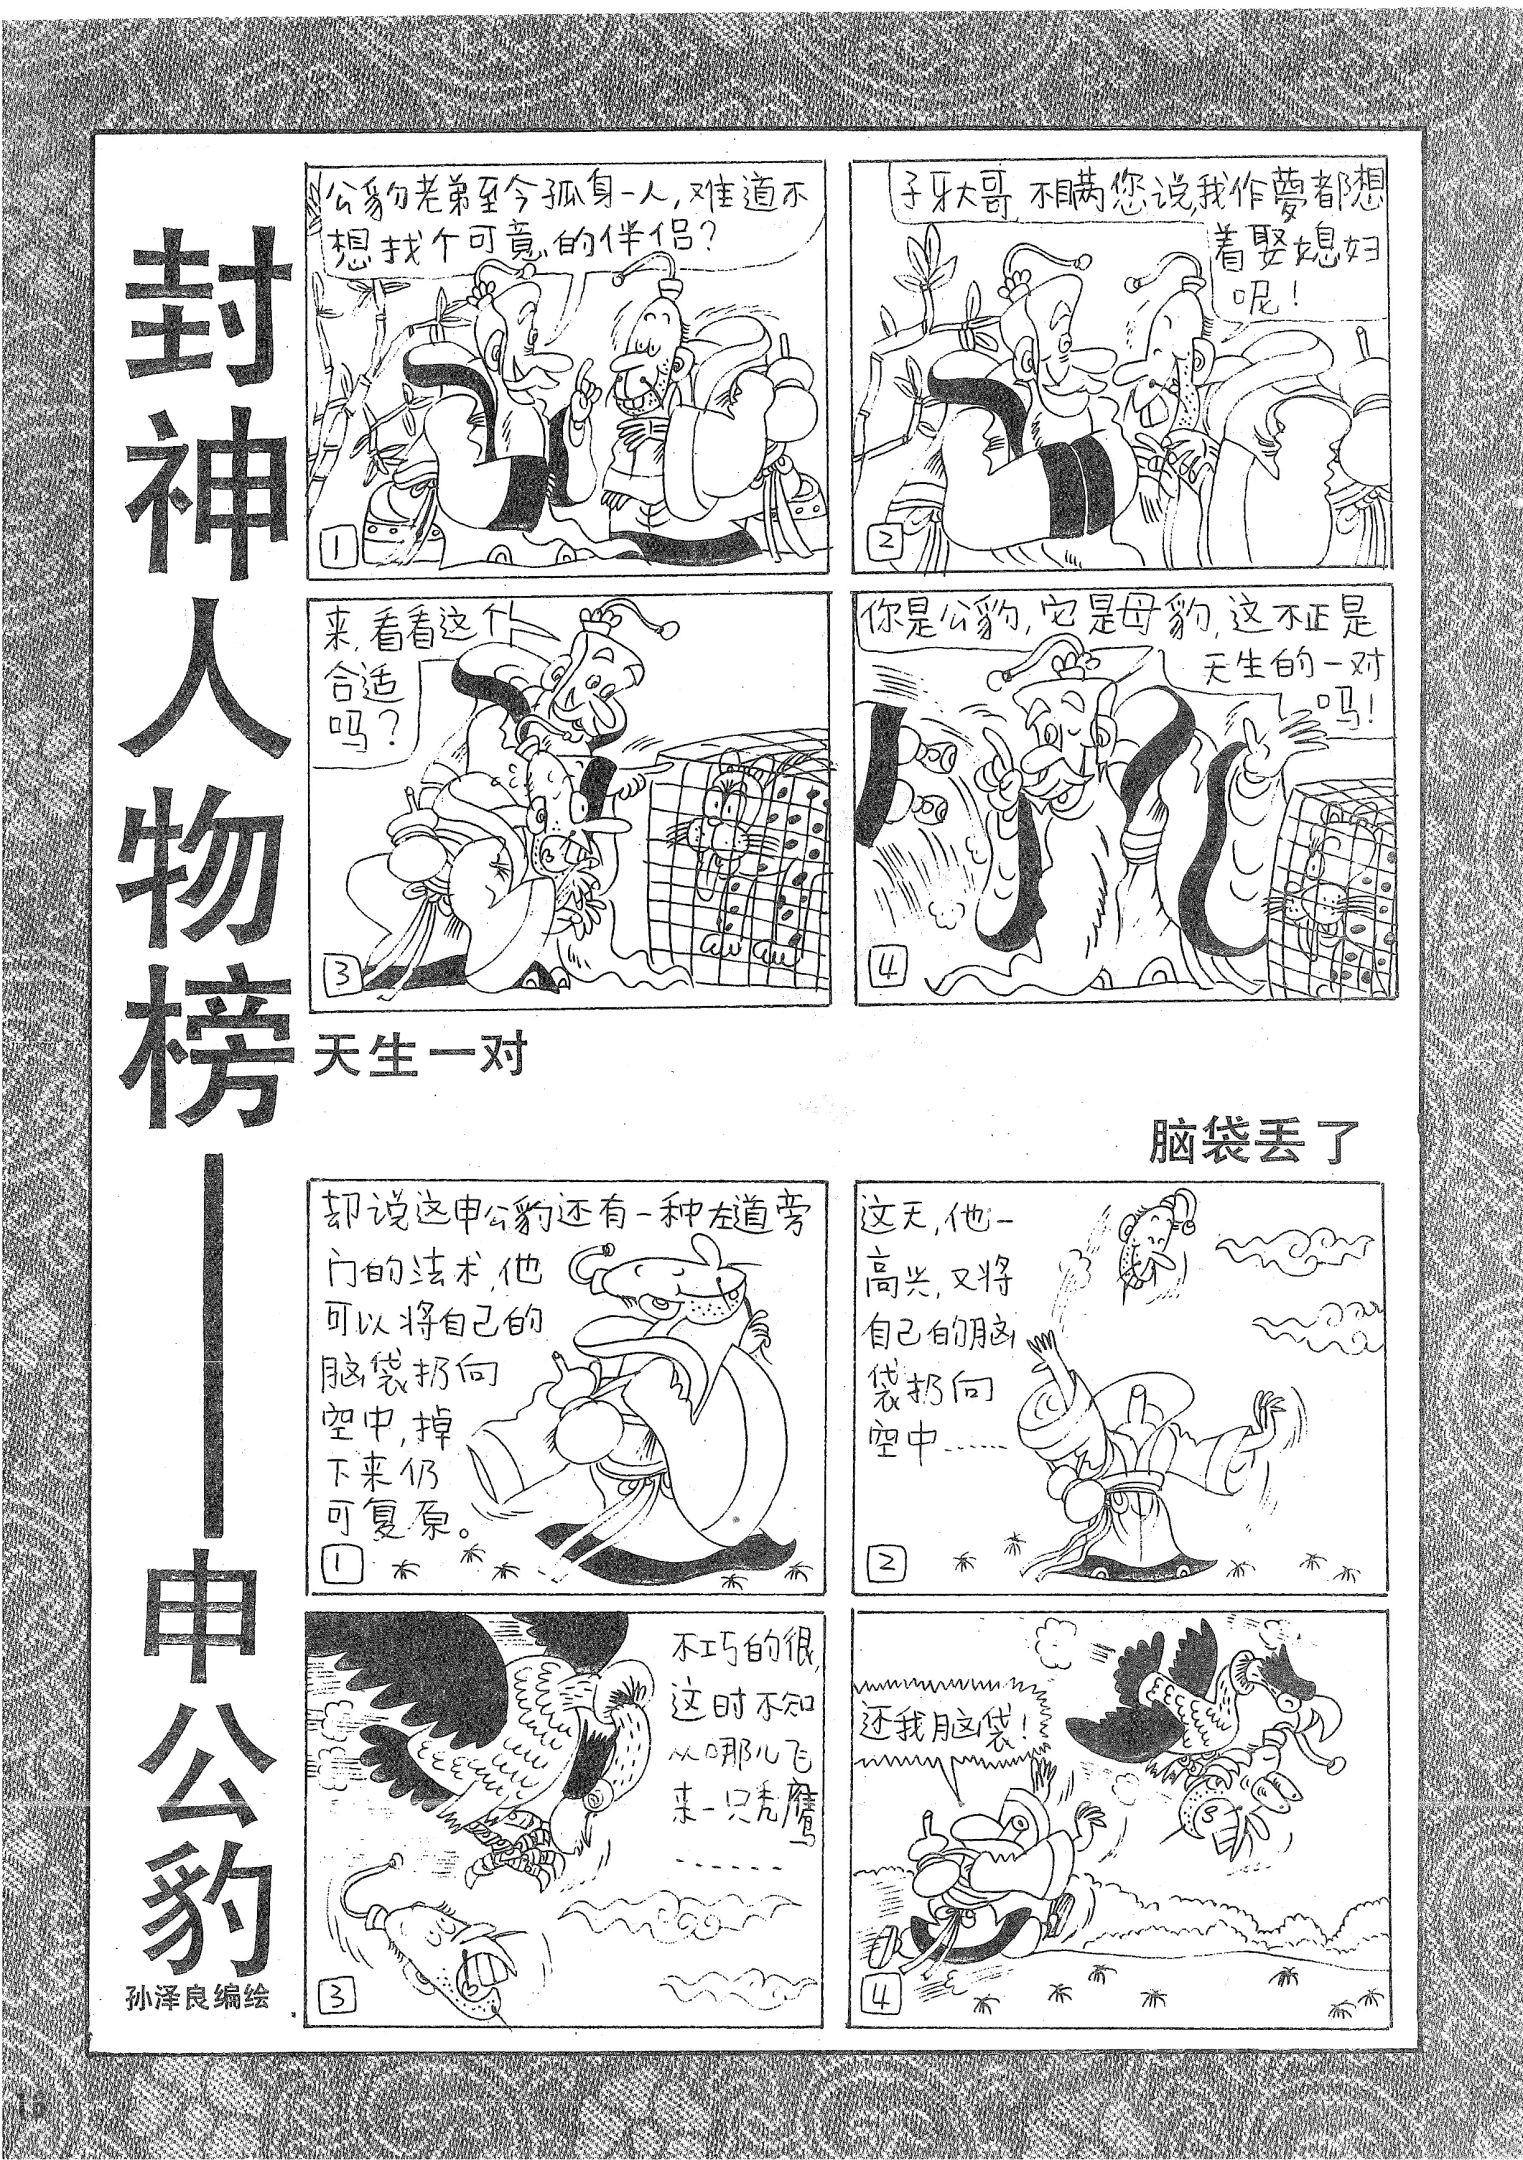 封神人物榜——申公豹
孙泽良编绘
公豹老弟至今孤身一人,难道不
想找个可意的伴侣?
1
子牙大哥,不瞒您说,我作夢都想
着娶媳妇
呢!
2
来,看看这个
合适
吗?
3
你是公豹,它是母豹,这不正是
天生的一对
吗!
4
天生一对
脑袋丢了
却说这申公豹还有一种左道旁
门的法术,他
可以将自己的
脑袋扔向
空中,掉
下来仍
可复原。
1
这天,他一
高兴,又将
自己的脑
袋扔向
空中……
2
不巧的很,
这时不知
从哪儿飞
来一只秃鹰
……
3
还我脑袋!
4
16